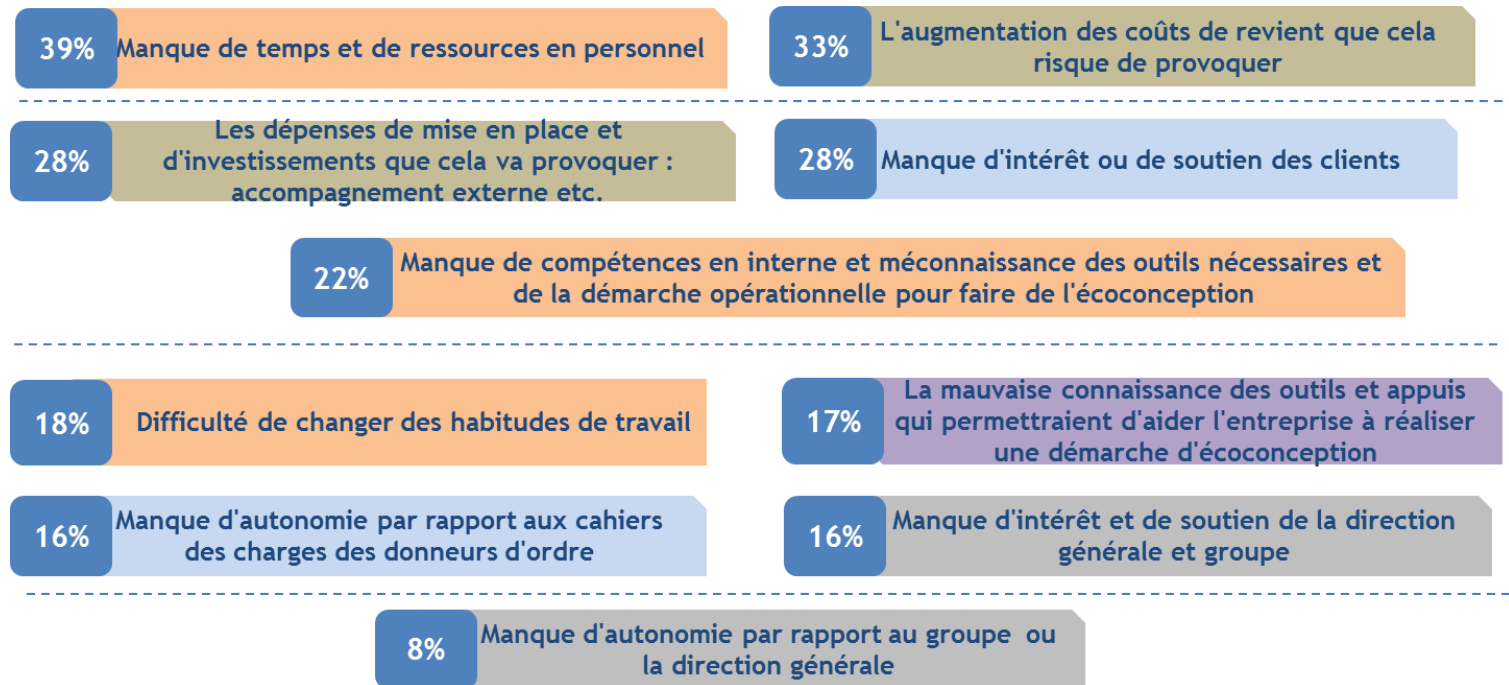 39%
Manque de temps et de ressources en personnel
33%
L'augmentation des coûts de revient que cela
risque de provoquer
28%
Les dépenses de mise en place et
d'investissements que cela va provoquer :
accompagnement externe etc.
28%
Manque d'intérêt ou de soutien des clients
22%
Manque de compétences en interne et méconnaissance des outils nécessaires et
de la démarche opérationnelle pour faire de l'écoconception
18%
Difficulté de changer des habitudes de travail
17%
La mauvaise connaissance des outils et appuis
qui permettraient d'aider l'entreprise à réaliser
une démarche d'écoconception
16%
Manque d'autonomie par rapport aux cahiers
des charges des donneurs d'ordre
16%
Manque d'intérêt et de soutien de la direction
générale et groupe
8%
Manque d'autonomie par rapport au groupe ou
la direction générale